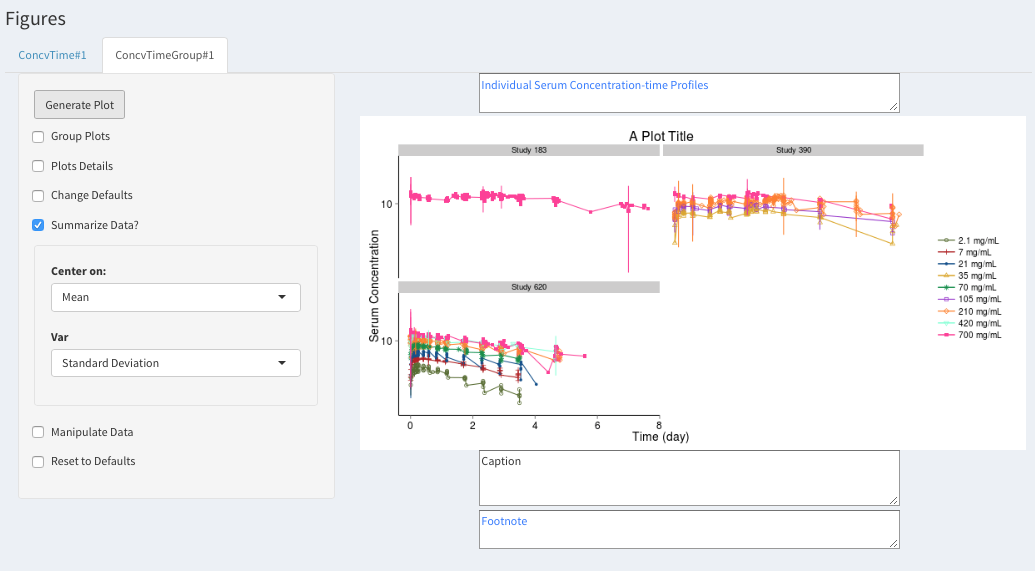 Figures
ConcvTime#1
ConcvTimeGroup#1
Generate Plot
Group Plots
Plots Details
Change Defaults
Summarize Data?
Center on:
Mean
Var
Standard Deviation
Manipulate Data
Reset to Defaults
Individual Serum Concentration-time Profiles
A Plot Title
Study 183
Study 390
10
Study 620
10
Serum Concentration
0 2 4 6 8
Time (day)
2.1 mg/mL
7 mg/mL
21 mg/mL
35 mg/mL
70 mg/mL
105 mg/mL
210 mg/mL
420 mg/mL
700 mg/mL
Caption
Footnote